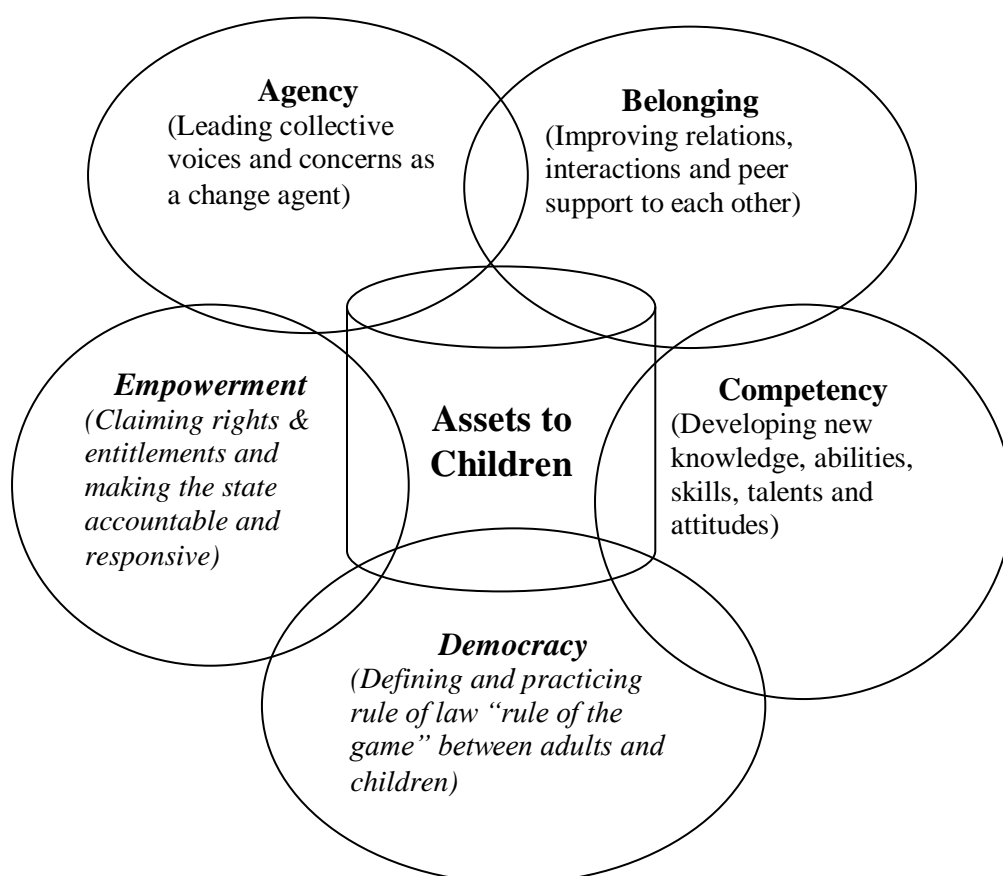 Agency
(Leading collective
voices and concerns as
a change agent)
Belonging
(Improving relations,
interactions and peer
support to each other)
Empowerment
(Claiming rights &
entitlements and
making the state
accountable and
responsive)
Assets to
Children
Competency
(Developing new
knowledge, abilities,
skills, talents and
attitudes)
Democracy
(Defining and practicing
rule of law “rule of the
game” between adults and
children)